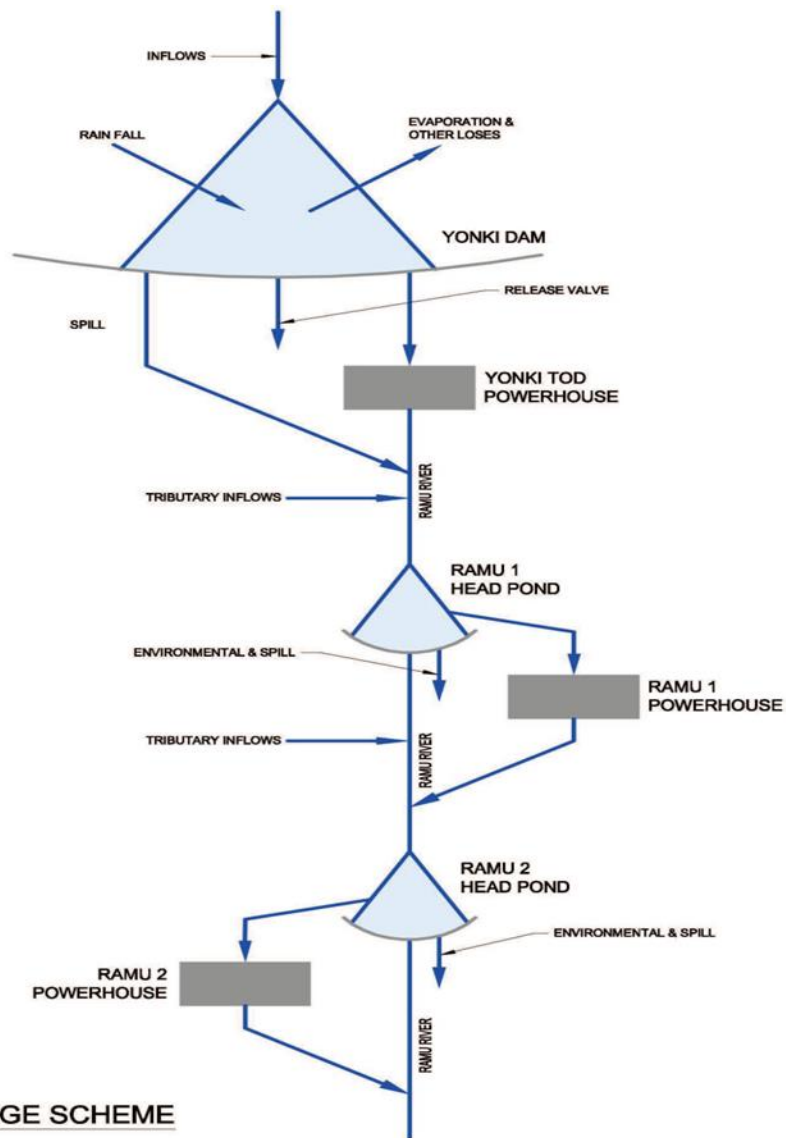 INFLOWS
RAIN FALL
EVAPORATION &
OTHER LOSES
YONKI DAM
RELEASE VALVE
SPILL
YONKI TOD
POWERHOUSE
RAMU RIVER
TRIBUTARY INFLOWS
RAMU 1
HEAD POND
ENVIRONMENTAL & SPILL
RAMU 1
POWERHOUSE
TRIBUTARY INFLOWS
RAMU RIVER
RAMU 2
HEAD POND
ENVIRONMENTAL & SPILL
RAMU 2
POWERHOUSE
RAMU RIVER
GE SCHEME